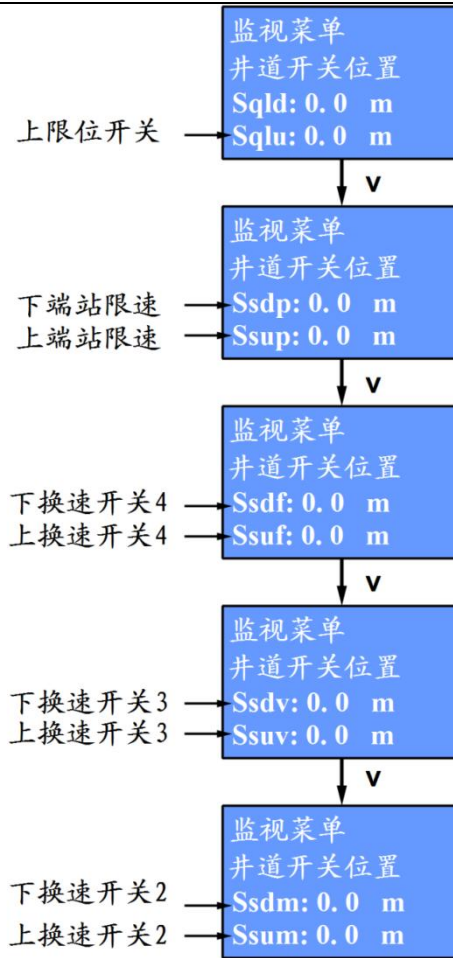 监视菜单
井道开关位置
Sqld: 0.0 m
上限位开关 Sqlu: 0.0 m
v
监视菜单
井道开关位置
下端站限速 Ssdp: 0.0 m
上端站限速 Ssup: 0.0 m
v
监视菜单
井道开关位置
下换速开关4 Ssdf: 0.0 m
上换速开关4 Ssuf: 0.0 m
v
监视菜单
井道开关位置
下换速开关3 Ssdv: 0.0 m
上换速开关3 Ssuv: 0.0 m
v
监视菜单
井道开关位置
下换速开关2 Ssdm: 0.0 m
上换速开关2 Ssum: 0.0 m